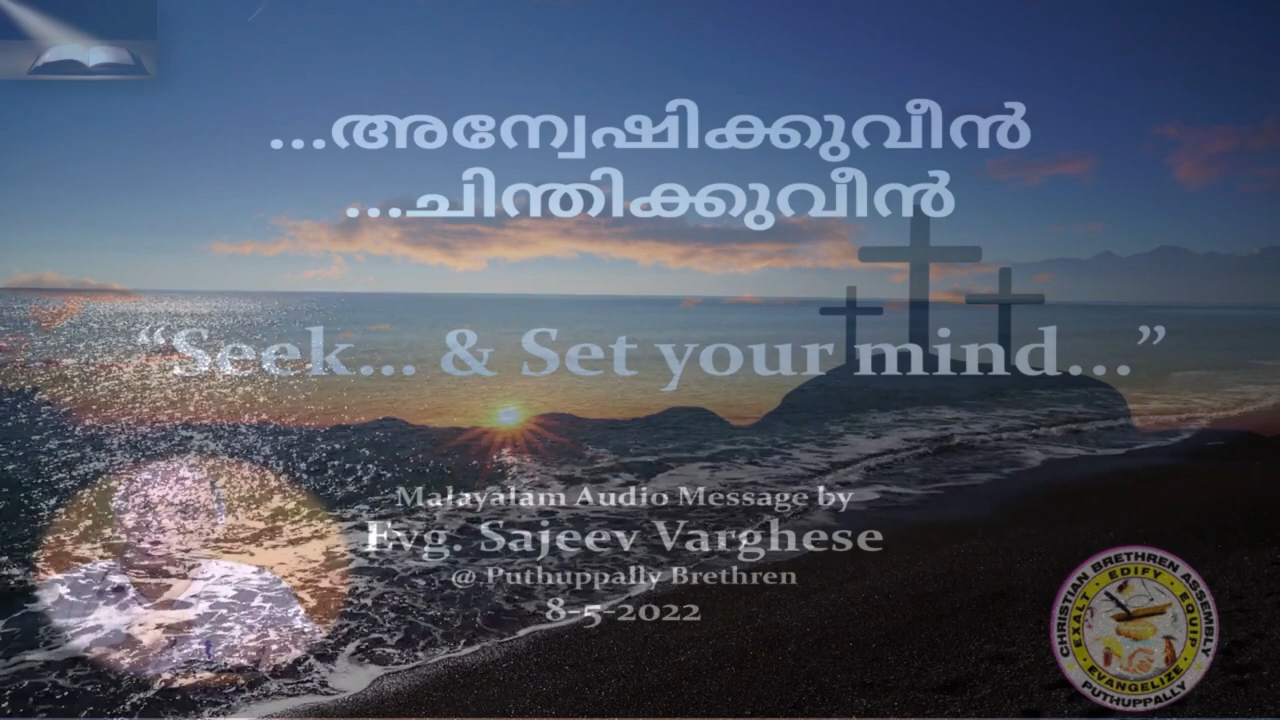 ...അന്വേഷിക്കുവീൻ
...ചിന്തിക്കുവീൻ
“Seek... & Set your mind...”
Malayalam Audio Message by
Evg. Sajeev Varghese
@ Puthuppally Brethren
8-5-2022
CHRISTIAN BRETHREN ASSEMBLY
EXALT · EDIFY · EQUIP · EVANGELIZE
PUTHUPPALLY